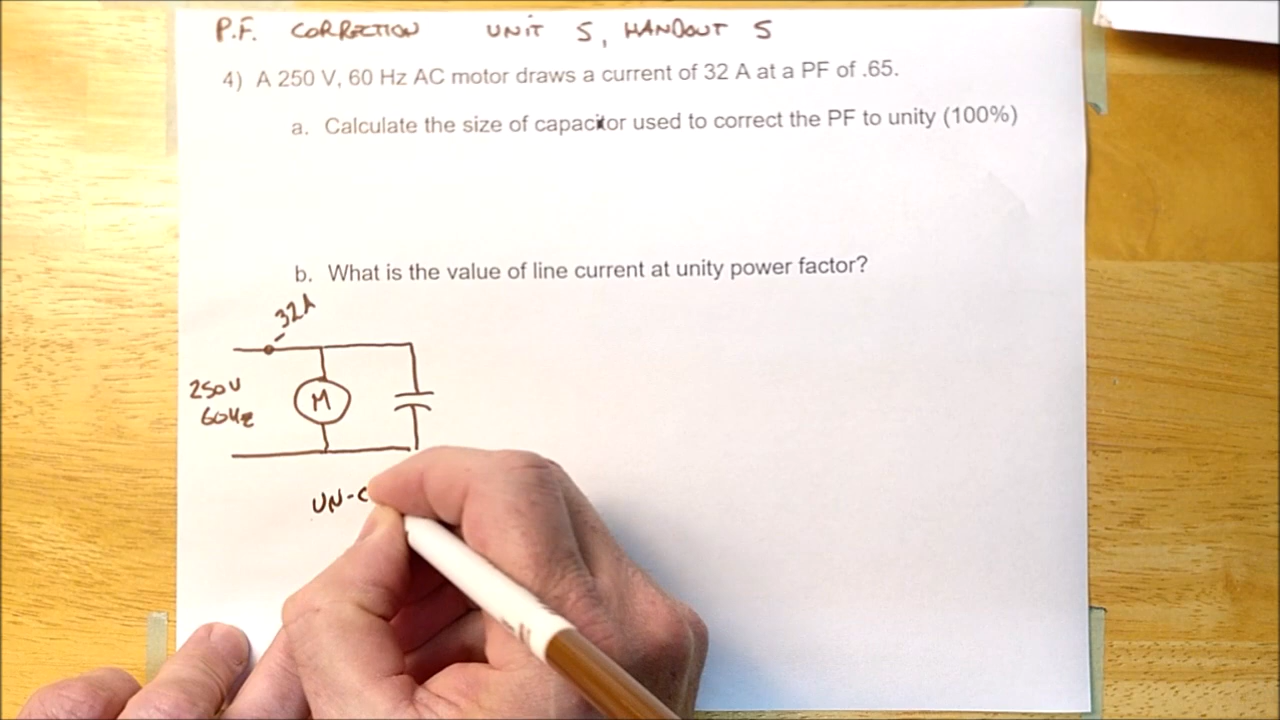 P.F. CORRECTION UNIT 5, HANDOUT 5
4) A 250 V, 60 Hz AC motor draws a current of 32 A at a PF of .65.
a. Calculate the size of capacitor used to correct the PF to unity (100%)
b. What is the value of line current at unity power factor?
32A
250V
60Hz
M
UN-C